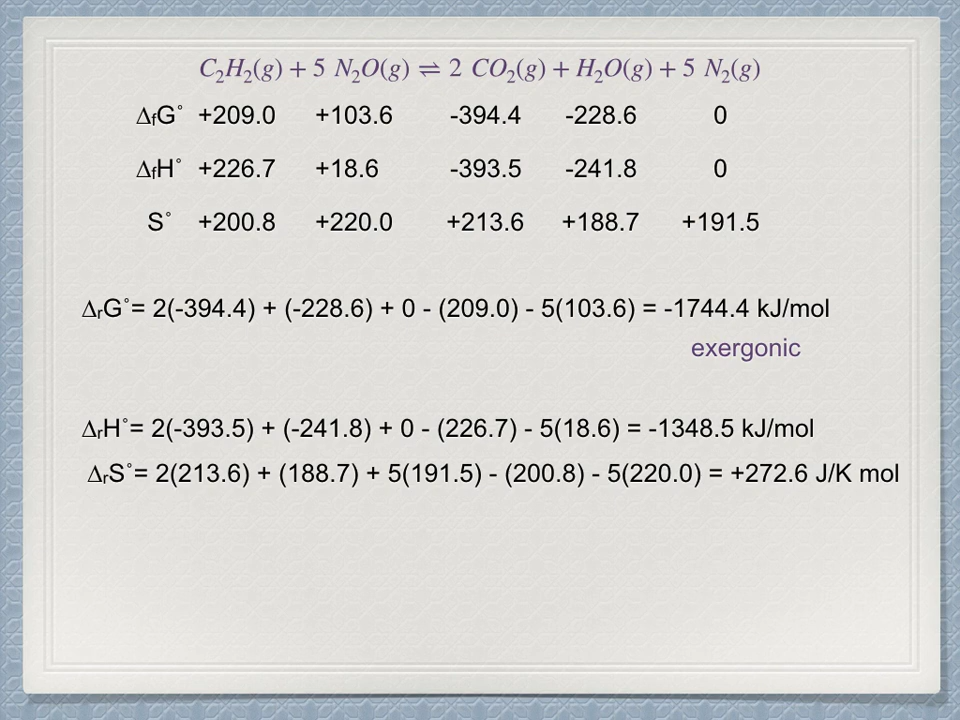 C₂H₂(g) + 5 N₂O(g) ⇌ 2 CO₂(g) + H₂O(g) + 5 N₂(g)
ΔfG° +209.0 +103.6 -394.4 -228.6 0
ΔfH° +226.7 +18.6 -393.5 -241.8 0
S° +200.8 +220.0 +213.6 +188.7 +191.5
ΔrG°= 2(-394.4) + (-228.6) + 0 - (209.0) - 5(103.6) = -1744.4 kJ/mol
exergonic
ΔrH°= 2(-393.5) + (-241.8) + 0 - (226.7) - 5(18.6) = -1348.5 kJ/mol
ΔrS°= 2(213.6) + (188.7) + 5(191.5) - (200.8) - 5(220.0) = +272.6 J/K mol